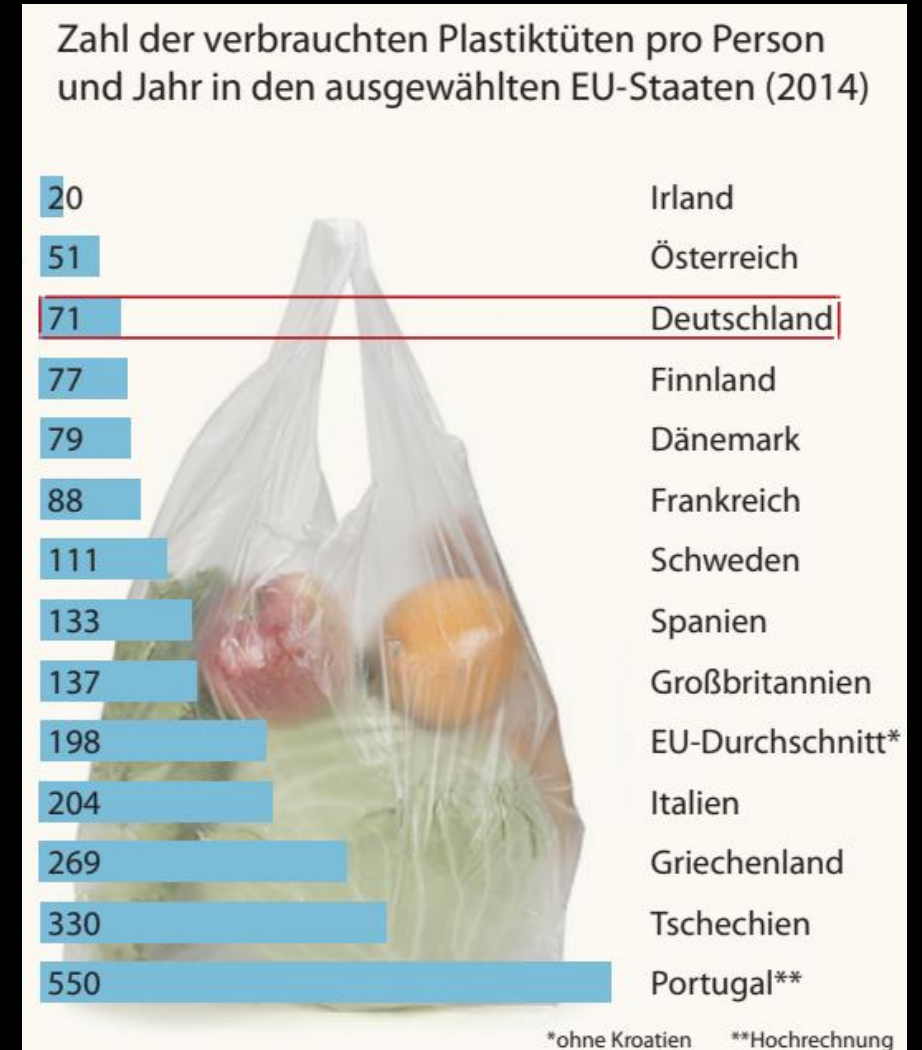 Zahl der verbrauchten Plastiktüten pro Person
und Jahr in den ausgewählten EU-Staaten (2014)
20 Irland
51 Österreich
71 Deutschland
77 Finnland
79 Dänemark
88 Frankreich
111 Schweden
133 Spanien
137 Großbritannien
198 EU-Durchschnitt*
204 Italien
269 Griechenland
330 Tschechien
550 Portugal**
*ohne Kroatien **Hochrechnung